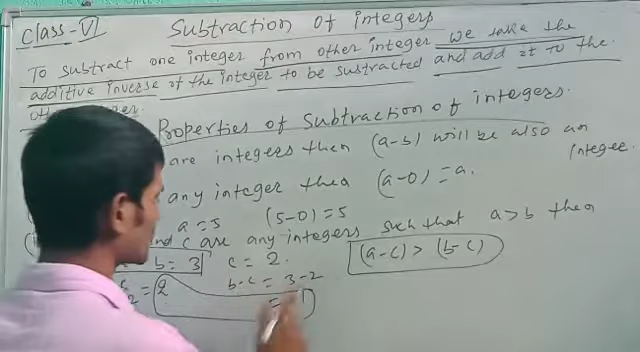 Class-VI Subtraction of integers
To subtract one integer from other integer we take the
additive inverse of the integer to be sustracted and add it to the
Properties of subtraction of integers.
are integers then (a-b) will be also an
integer
any integer then (a-0) = a.
a=5 (5-0)=5
and c are any integers such that a>b then
b=3 c=2. (a-c) > (b-c)
=2 b-c = 3-2
= 1